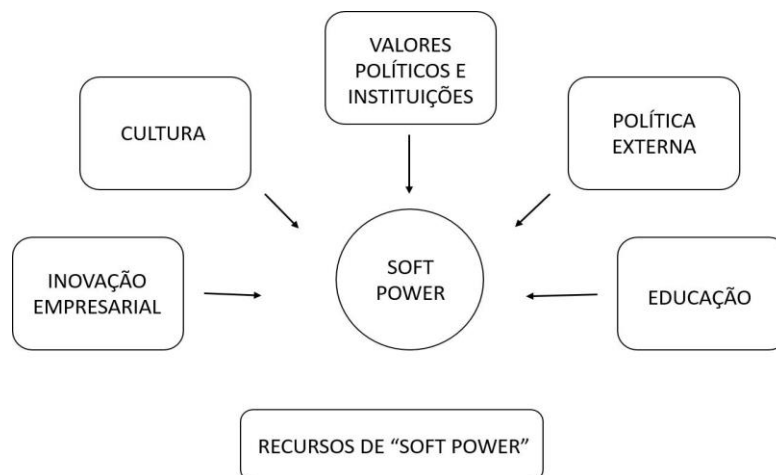 VALORES
POLÍTICOS E
INSTITUIÇÕES
CULTURA
POLÍTICA
EXTERNA
INOVAÇÃO
EMPRESARIAL
SOFT
POWER
EDUCAÇÃO
RECURSOS DE “SOFT POWER”